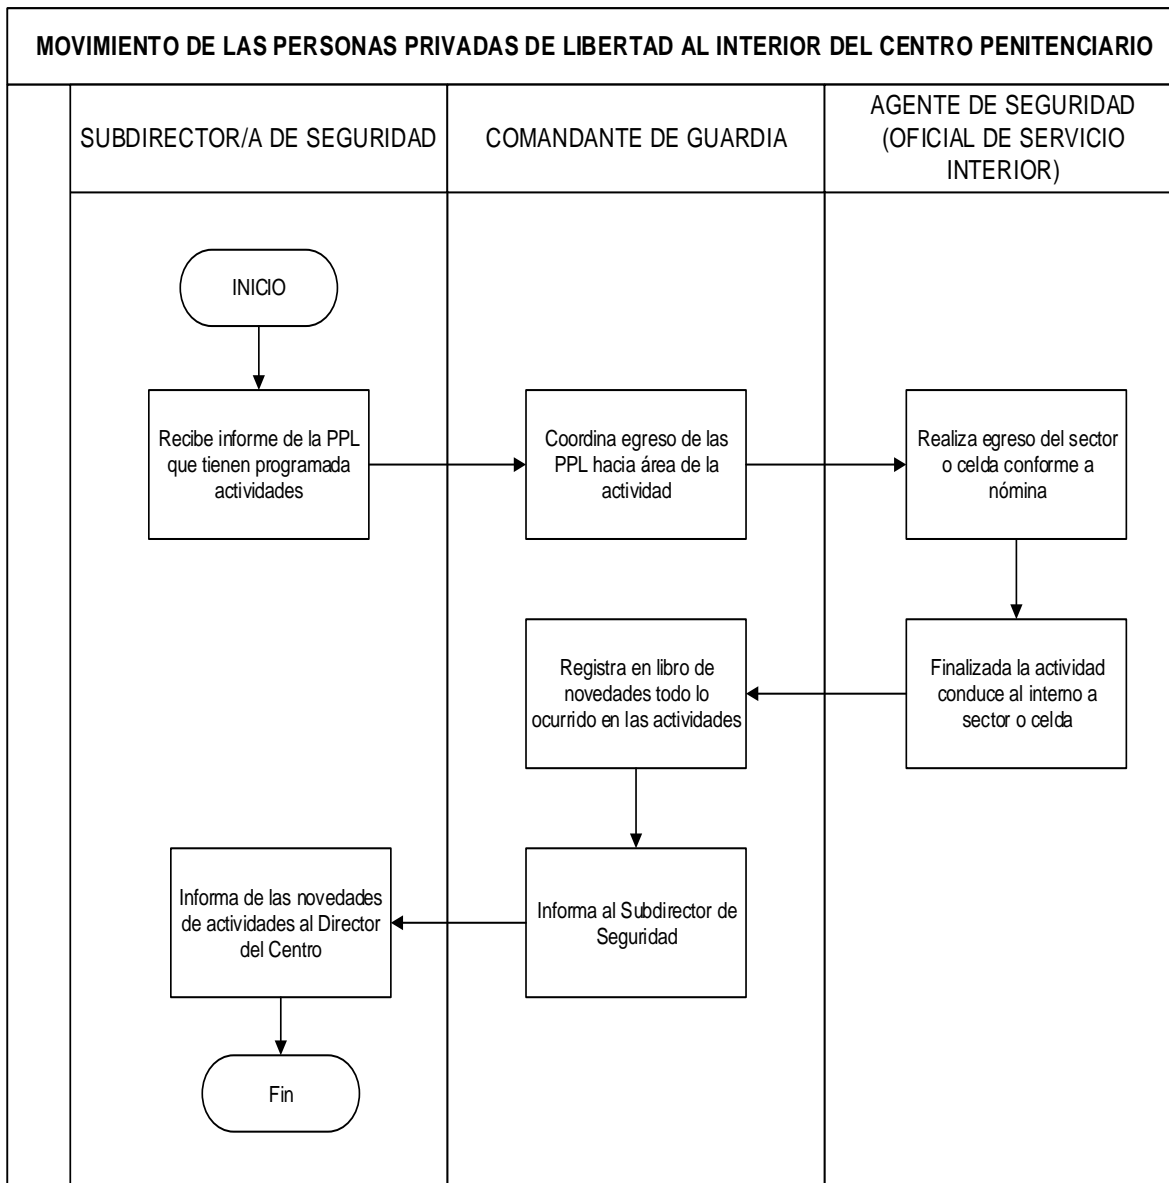 MOVIMIENTO DE LAS PERSONAS PRIVADAS DE LIBERTAD AL INTERIOR DEL CENTRO PENITENCIARIO
SUBDIRECTOR/A DE SEGURIDAD
COMANDANTE DE GUARDIA
AGENTE DE SEGURIDAD
(OFICIAL DE SERVICIO
INTERIOR)
INICIO
Recibe informe de la PPL
que tienen programada
actividades
Coordina egreso de las
PPL hacia área de la
actividad
Realiza egreso del sector
o celda conforme a
nómina
Finalizada la actividad
conduce al interno a
sector o celda
Registra en libro de
novedades todo lo
ocurrido en las actividades
Informa al Subdirector de
Seguridad
Informa de las novedades
de actividades al Director
del Centro
Fin